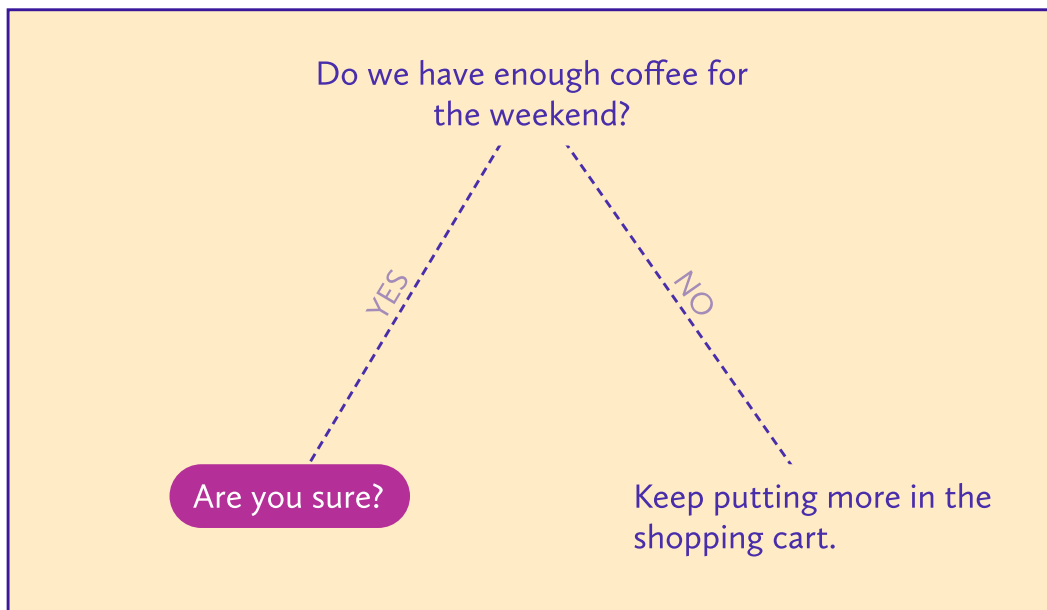 Do we have enough coffee for
the weekend?
YES
NO
Are you sure?
Keep putting more in the
shopping cart.